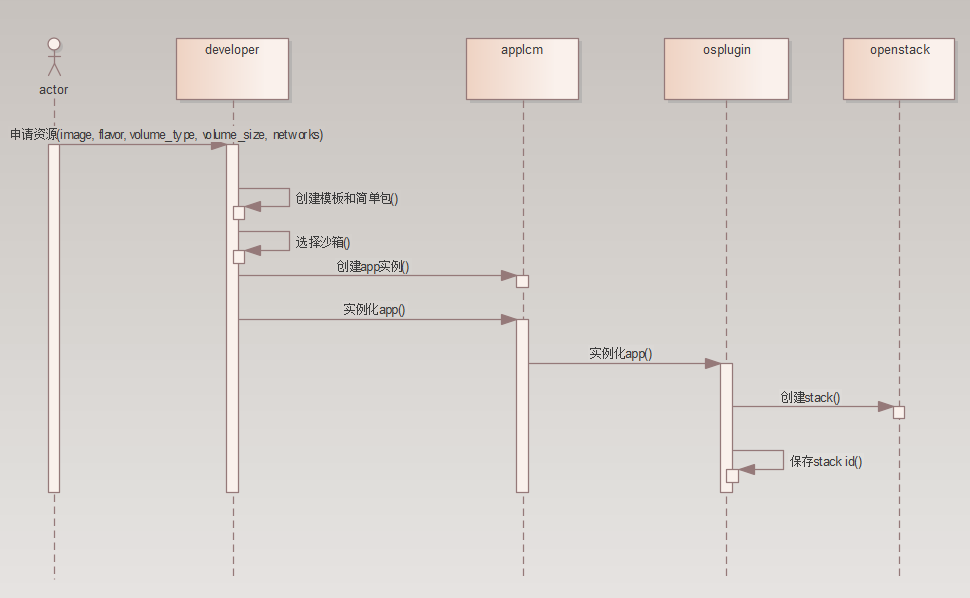 developer
applcm
osplugin
openstack
actor
申请资源(image, flavor, volume_type, volume_size, networks)
创建模板和简单包()
选择沙箱()
创建app实例()
实例化app()
实例化app()
创建stack()
保存stack id()